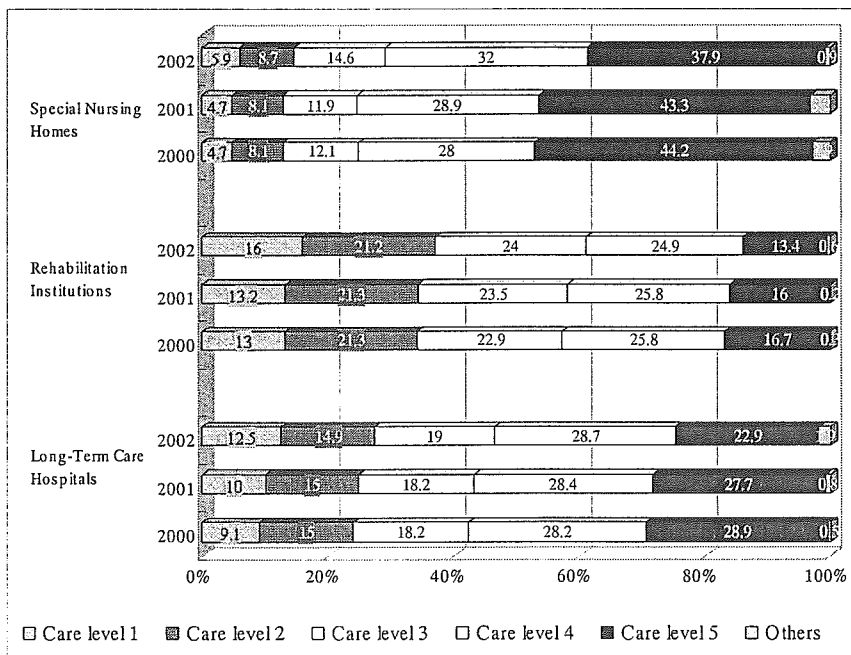 2002 5.9 8.7 14.6 32 37.9 0.9
Special Nursing
Homes
2001 4.7 8.1 11.9 28.9 43.3
2000 4.7 8.1 12.1 28 44.2
2002 16 21.2 24 24.9 13.4
Rehabilitation
Institutions
2001 13.2 21.3 23.5 25.8 16
2000 13 21.3 22.9 25.8 16.7
2002 12.5 14.9 19 28.7 22.9
Long-Term Care
Hospitals
2001 10 15 18.2 28.4 27.7
2000 9.1 15 18.2 28.2 28.9
0% 20% 40% 60% 80% 100%
Care level 1 Care level 2 Care level 3 Care level 4 Care level 5 Others